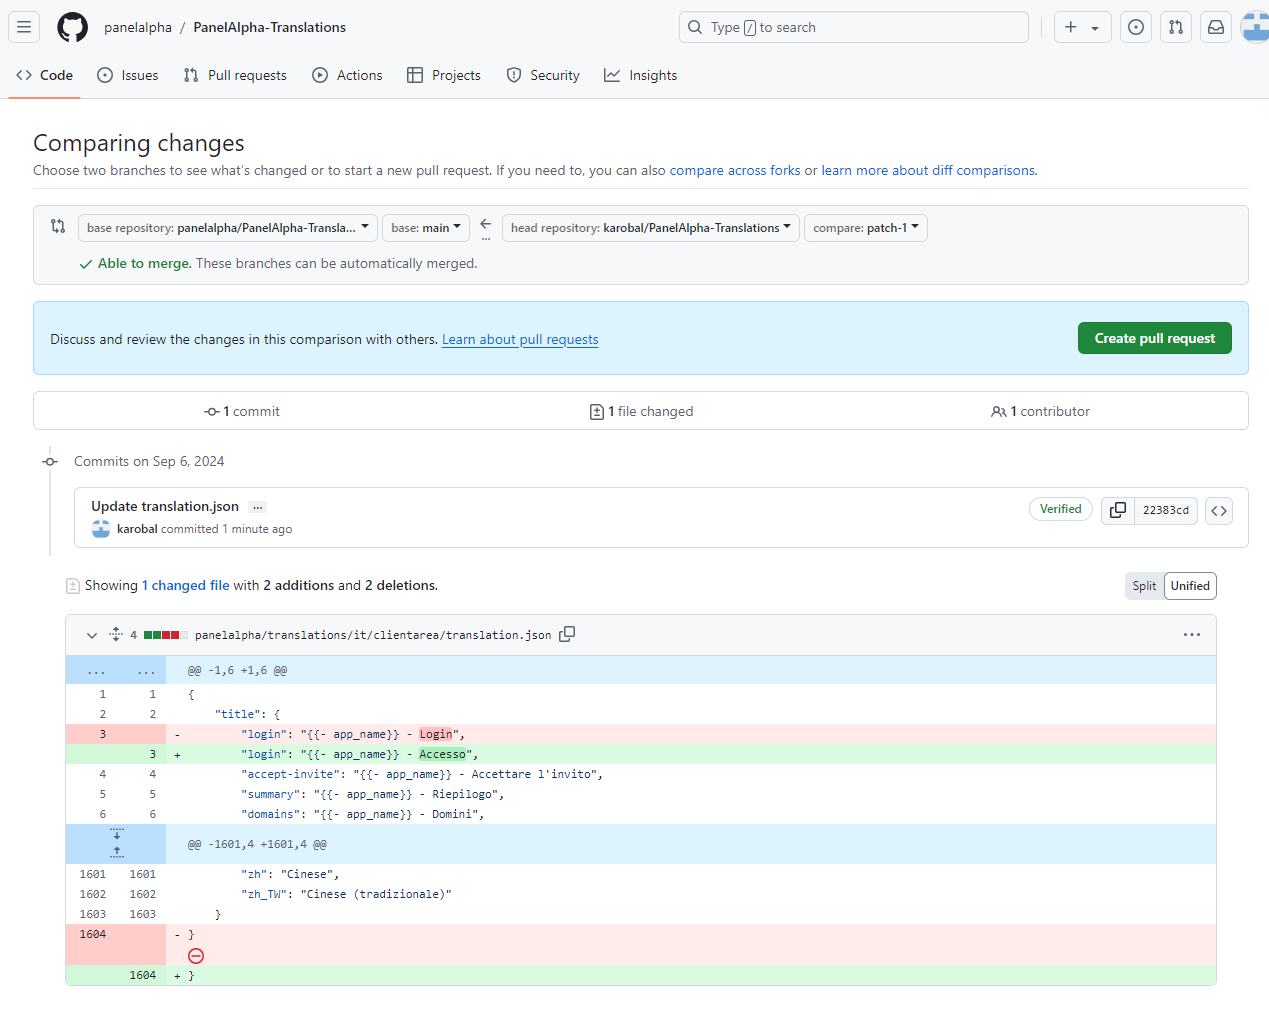 panelalpha / PanelAlpha-Translations
Type / to search
Code Issues Pull requests Actions Projects Security Insights
Comparing changes
Choose two branches to see what's changed or to start a new pull request. If you need to, you can also compare across forks or learn more about diff comparisons.
base repository: panelalpha/PanelAlpha-Transla... base: main ... head repository: karobal/PanelAlpha-Translations compare: patch-1
Able to merge. These branches can be automatically merged.
Discuss and review the changes in this comparison with others. Learn about pull requests
Create pull request
1 commit 1 file changed 1 contributor
Commits on Sep 6, 2024
Update translation.json ...
karobal committed 1 minute ago
Verified 22383cd
Showing 1 changed file with 2 additions and 2 deletions.
Split Unified
4 panelalpha/translations/it/clientarea/translation.json
... ... @@ -1,6 +1,6 @@
1 1 {
2 2 "title": {
3 - "login": "{{- app_name}} - Login",
3 + "login": "{{- app_name}} - Accesso",
4 4 "accept-invite": "{{- app_name}} - Accettare l'invito",
5 5 "summary": "{{- app_name}} - Riepilogo",
6 6 "domains": "{{- app_name}} - Domini",
@@ -1601,4 +1601,4 @@
1601 1601 "zh": "Cinese",
1602 1602 "zh_TW": "Cinese (tradizionale)"
1603 1603 }
1604 - }
1604 + }